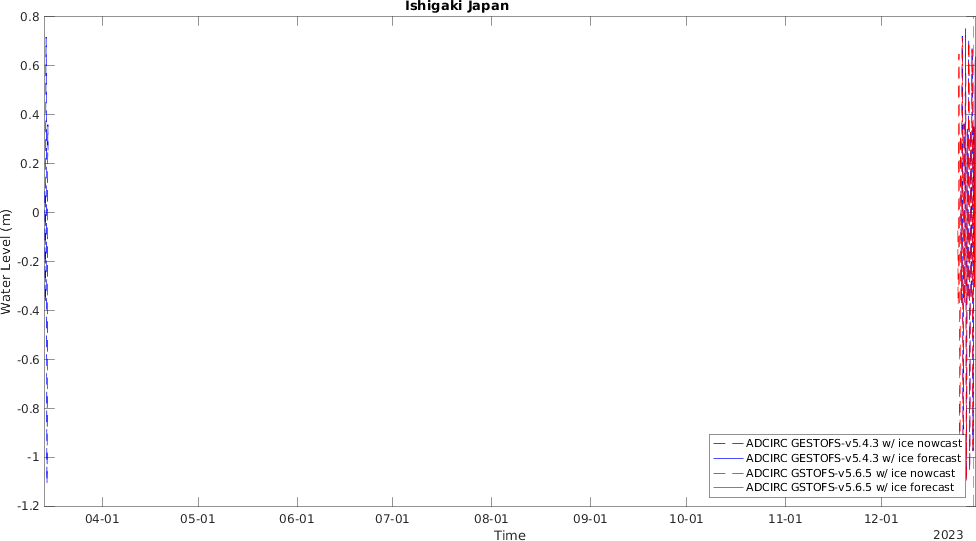 Ishigaki Japan
0.8
0.6
0.4
0.2
0
-0.2
-0.4
-0.6
-0.8
-1
-1.2
Water Level (m)
ADCIRC GESTOFS-v5.4.3 w/ ice nowcast
ADCIRC GESTOFS-v5.4.3 w/ ice forecast
ADCIRC GSTOFS-v5.6.5 w/ ice nowcast
ADCIRC GSTOFS-v5.6.5 w/ ice forecast
04-01 05-01 06-01 07-01 08-01 09-01 10-01 11-01 12-01
Time
2023